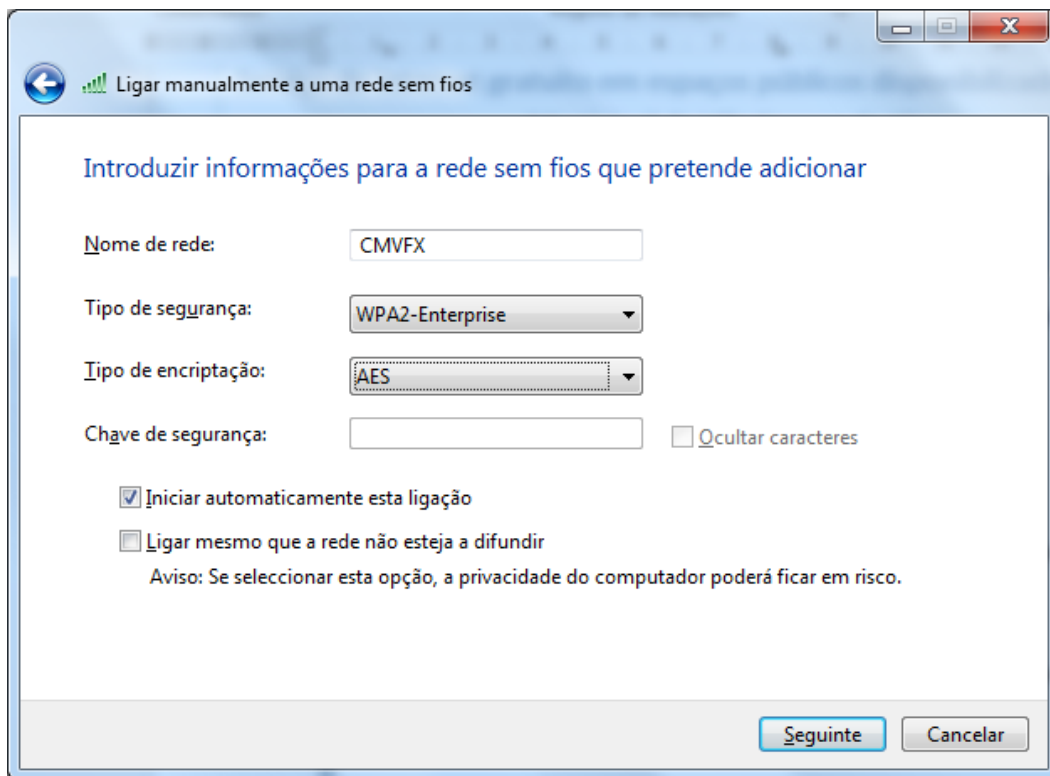 Ligar manualmente a uma rede sem fios
Introduzir informações para a rede sem fios que pretende adicionar
Nome de rede: CMVFX
Tipo de segurança: WPA2-Enterprise
Tipo de encriptação: AES
Chave de segurança: Ocultar caracteres
Iniciar automaticamente esta ligação
Ligar mesmo que a rede não esteja a difundir
Aviso: Se seleccionar esta opção, a privacidade do computador poderá ficar em risco.
Seguinte Cancelar